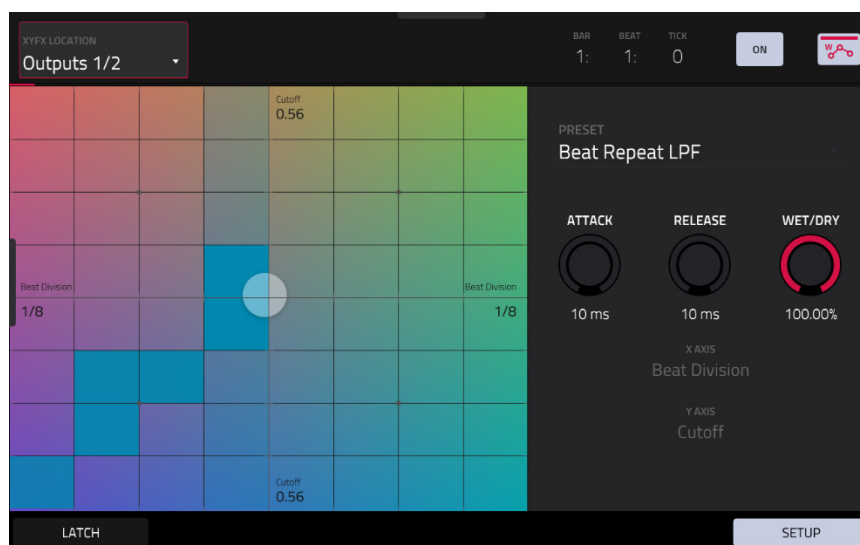 XYFX LOCATION
Outputs 1/2
BAR BEAT TICK
1: 1: 0
ON
W
Cutoff
0.56
Beat Division
1/8
Beat Division
1/8
Cutoff
0.56
PRESET
Beat Repeat LPF
ATTACK RELEASE WET/DRY
10 ms 10 ms 100.00%
X AXIS
Beat Division
Y AXIS
Cutoff
LATCH
SETUP